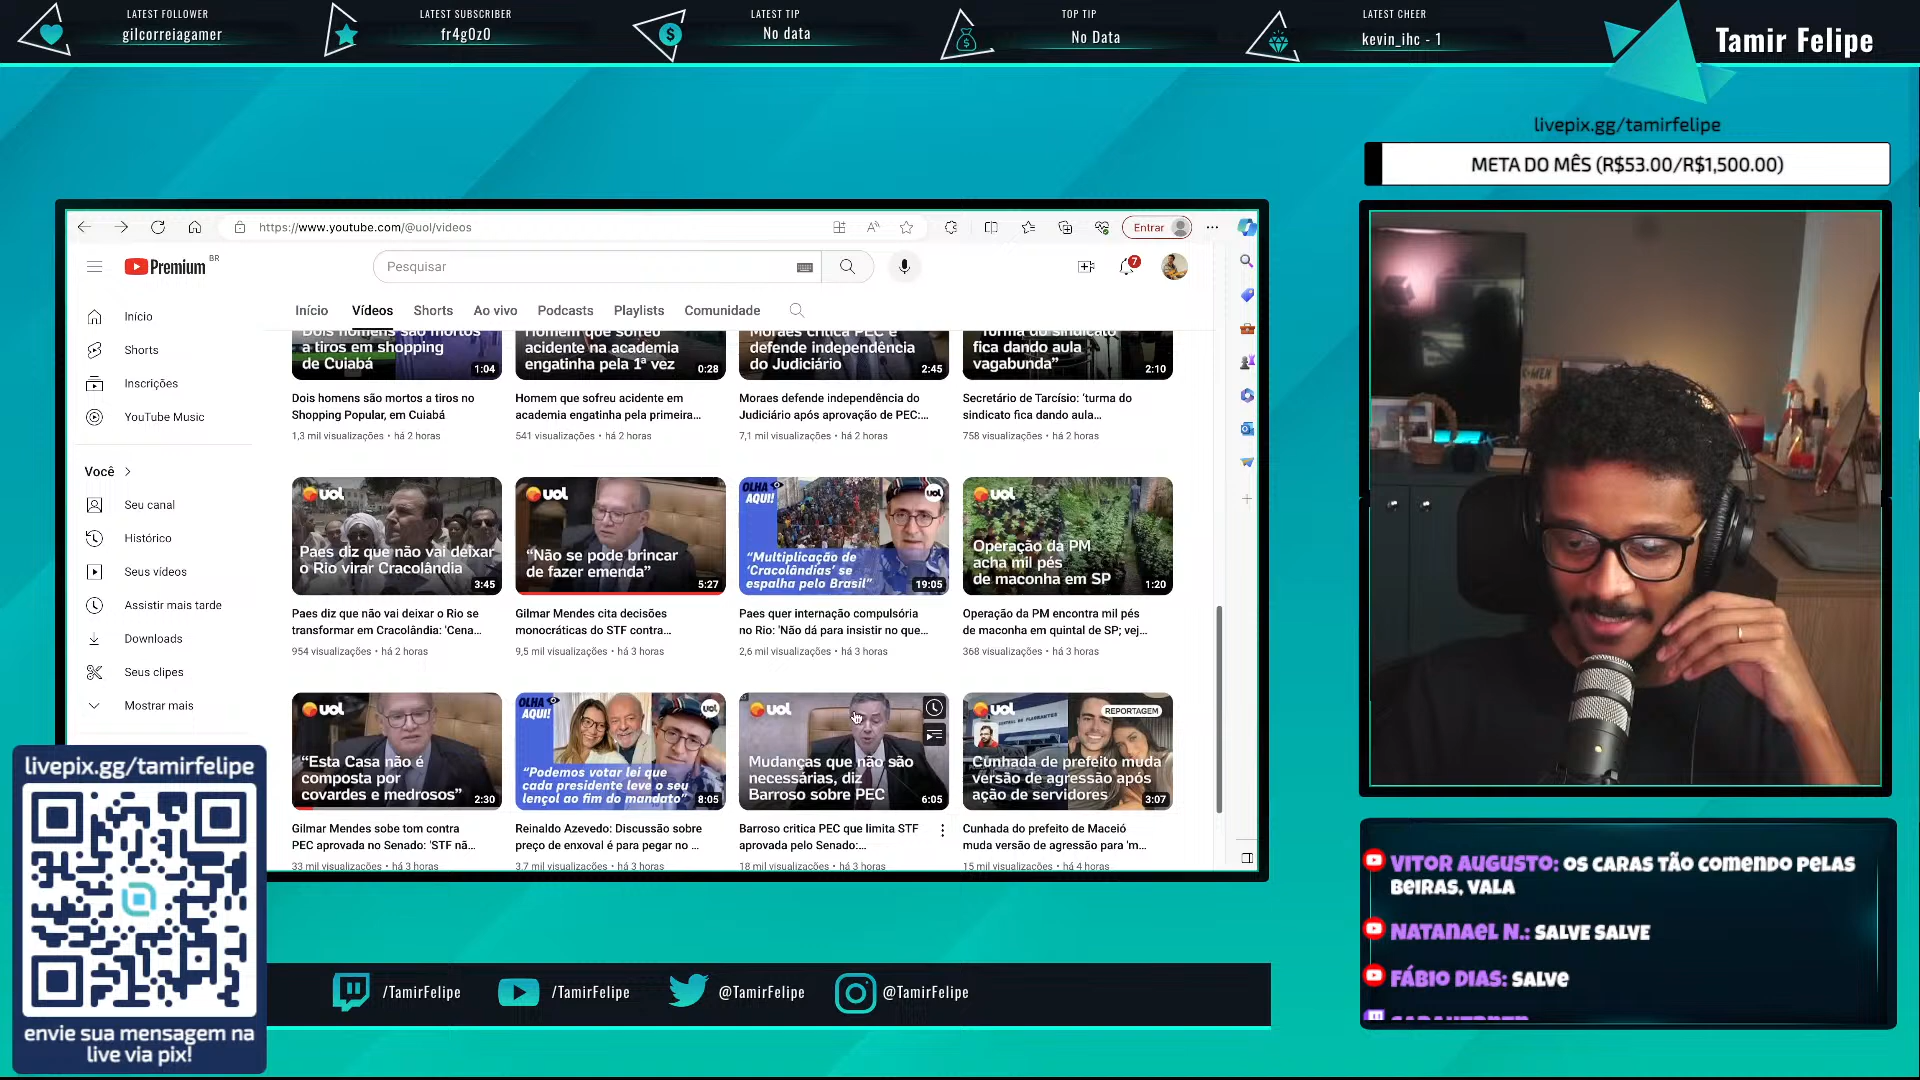 LATEST FOLLOWER
gilcorreiagamer
LATEST SUBSCRIBER
fr4g0z0
LATEST TIP
No data
TOP TIP
No Data
LATEST CHEER
kevin_ihc - 1
Tamir Felipe
livepix.gg/tamirfelipe
META DO MÊS (R$53.00/R$1,500.00)
https://www.youtube.com/@uol/videos
Entrar
Premium BR
Pesquisar
7
Início
Vídeos
Shorts
Ao vivo
Podcasts
Playlists
Comunidade
Início
Shorts
Inscrições
YouTube Music
Você
Seu canal
Histórico
Seus vídeos
Assistir mais tarde
Downloads
Seus clipes
Mostrar mais
Dois homens são mortos
a tiros em shopping
de Cuiabá
1:04
Homem que sofreu
acidente na academia
engatinha pela 1ª vez
0:28
Moraes critica PEC e
defende independência
do Judiciário
2:45
"Turma do sindicato
fica dando aula
vagabunda"
2:10
Dois homens são mortos a tiros no
Shopping Popular, em Cuiabá
1,3 mil visualizações • há 2 horas
Homem que sofreu acidente em
academia engatinha pela primeira...
541 visualizações • há 2 horas
Moraes defende independência do
Judiciário após aprovação de PEC:...
7,1 mil visualizações • há 2 horas
Secretário de Tarcísio: 'turma do
sindicato fica dando aula...
758 visualizações • há 2 horas
uol
Paes diz que não vai deixar
o Rio virar Cracolândia
3:45
uol
"Não se pode brincar
de fazer emenda"
5:27
OLHA
AQUI!
uol
"Multiplicação de
'Cracolândias' se
espalha pelo Brasil"
19:05
uol
Operação da PM
acha mil pés
de maconha em SP
1:20
Paes diz que não vai deixar o Rio se
transformar em Cracolândia: 'Cena...
954 visualizações • há 2 horas
Gilmar Mendes cita decisões
monocráticas do STF contra...
9,5 mil visualizações • há 3 horas
Paes quer internação compulsória
no Rio: 'Não dá para insistir no que...
2,6 mil visualizações • há 3 horas
Operação da PM encontra mil pés
de maconha em quintal de SP; vej...
368 visualizações • há 3 horas
uol
"Esta Casa não é
composta por
covardes e medrosos"
2:30
OLHA
AQUI!
uol
"Podemos votar lei que
cada presidente leve o seu
lençol ao fim do mandato"
8:05
uol
Mudanças que não são
necessárias, diz
Barroso sobre PEC
6:05
uol
REPORTAGEM
Cunhada de prefeito muda
versão de agressão após
ação de servidores
3:07
Gilmar Mendes sobe tom contra
PEC aprovada no Senado: 'STF nã...
33 mil visualizações • há 3 horas
Reinaldo Azevedo: Discussão sobre
preço de enxoval é para pegar no ...
3,7 mil visualizações • há 3 horas
Barroso critica PEC que limita STF
aprovada pelo Senado:...
18 mil visualizações • há 3 horas
Cunhada do prefeito de Maceió
muda versão de agressão para 'm...
15 mil visualizações • há 4 horas
livepix.gg/tamirfelipe
envie sua mensagem na
live via pix!
/TamirFelipe
/TamirFelipe
@TamirFelipe
@TamirFelipe
VITOR AUGUSTO: OS CARAS TÃO COMENDO PELAS
BEIRAS, VALA
NATANAEL N.: SALVE SALVE
FÁBIO DIAS: SALVE